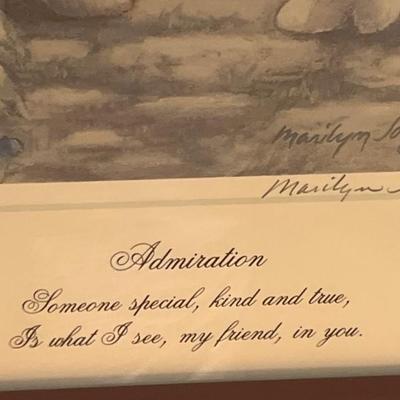 Marilyn
Marilyn
Admiration
Someone special, kind and true,
Is what I see, my friend, in you.